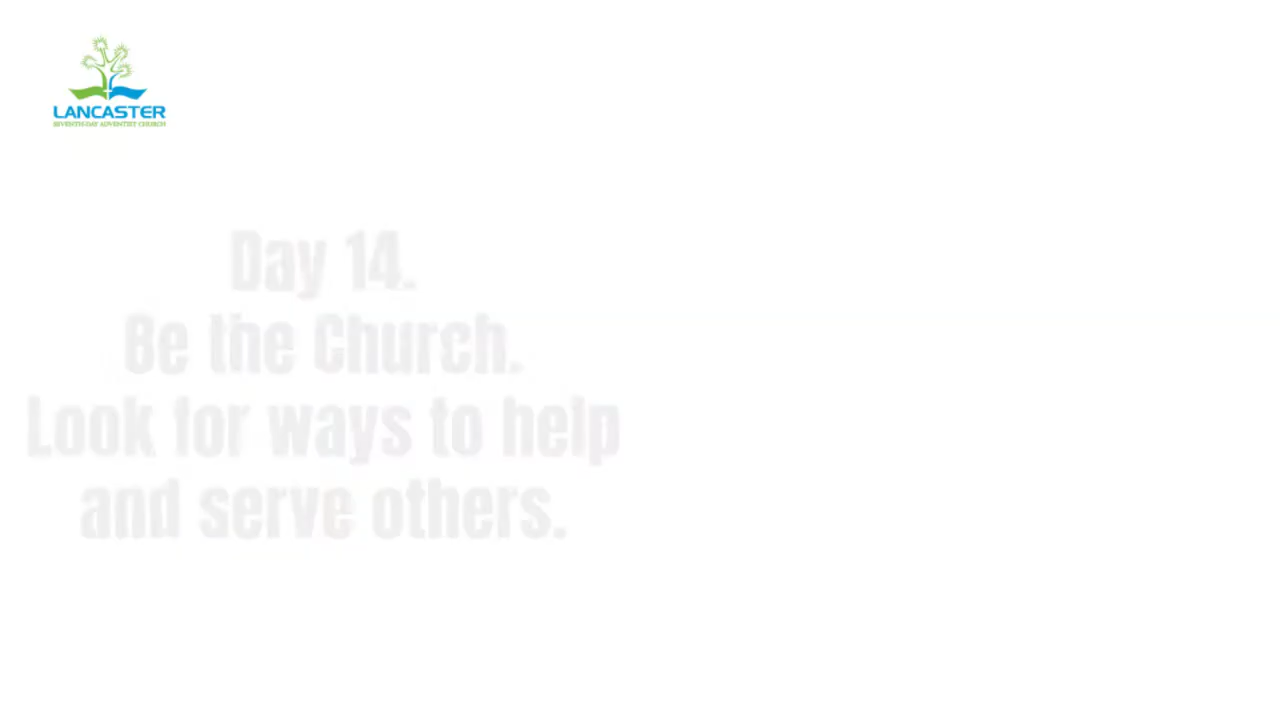 LANCASTER
SEVENTH-DAY ADVENTIST CHURCH
Day 14.
Be the Church.
Look for ways to help
and serve others.